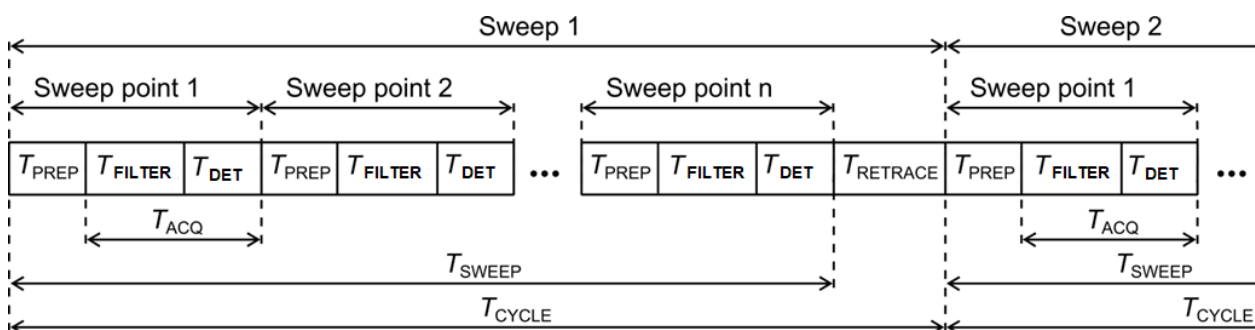 Sweep 1 Sweep 2
Sweep point 1 Sweep point 2 Sweep point n Sweep point 1
TPREP TFILTER TDET TPREP TFILTER TDET ••• TPREP TFILTER TDET TRETRACE TPREP TFILTER TDET •••
TACQ TACQ
TSWEEP TSWEEP
TCYCLE TCYCLE